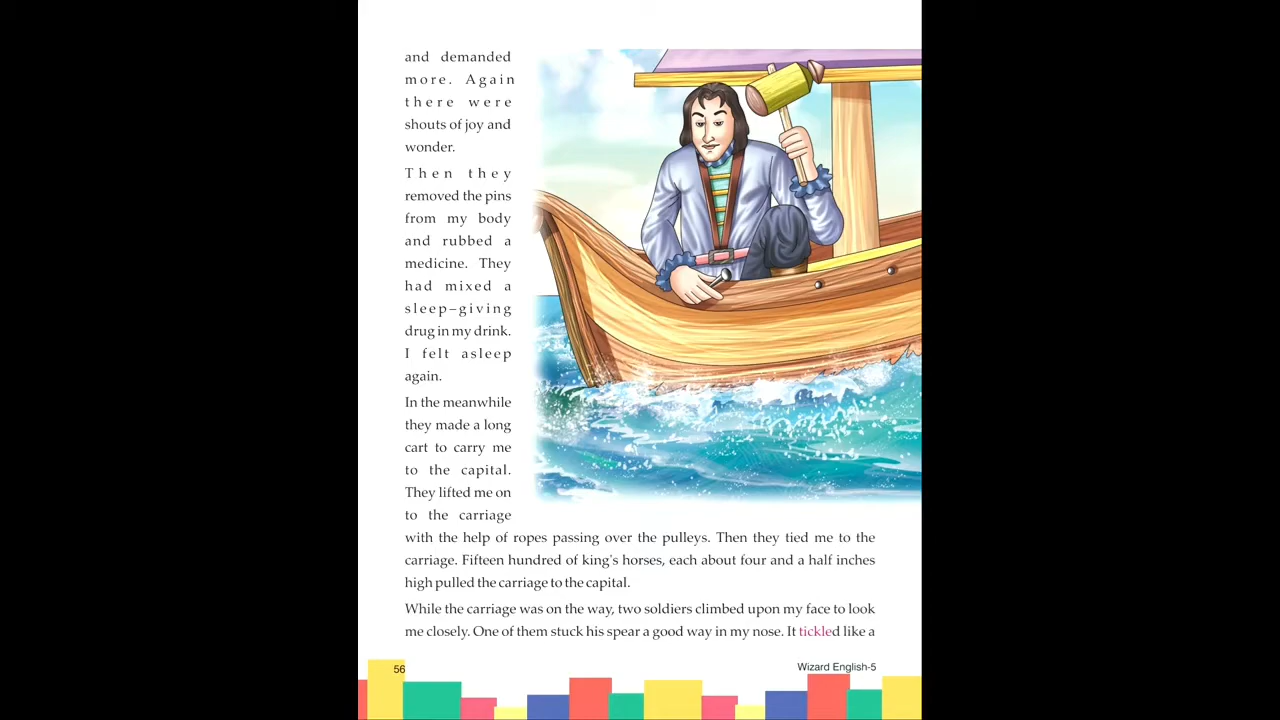 and demanded
more. Again
there were
shouts of joy and
wonder.
Then they
removed the pins
from my body
and rubbed a
medicine. They
had mixed a
sleep–giving
drug in my drink.
I felt asleep
again.
In the meanwhile
they made a long
cart to carry me
to the capital.
They lifted me on
to the carriage
with the help of ropes passing over the pulleys. Then they tied me to the
carriage. Fifteen hundred of king's horses, each about four and a half inches
high pulled the carriage to the capital.
While the carriage was on the way, two soldiers climbed upon my face to look
me closely. One of them stuck his spear a good way in my nose. It tickled like a
56
Wizard English-5